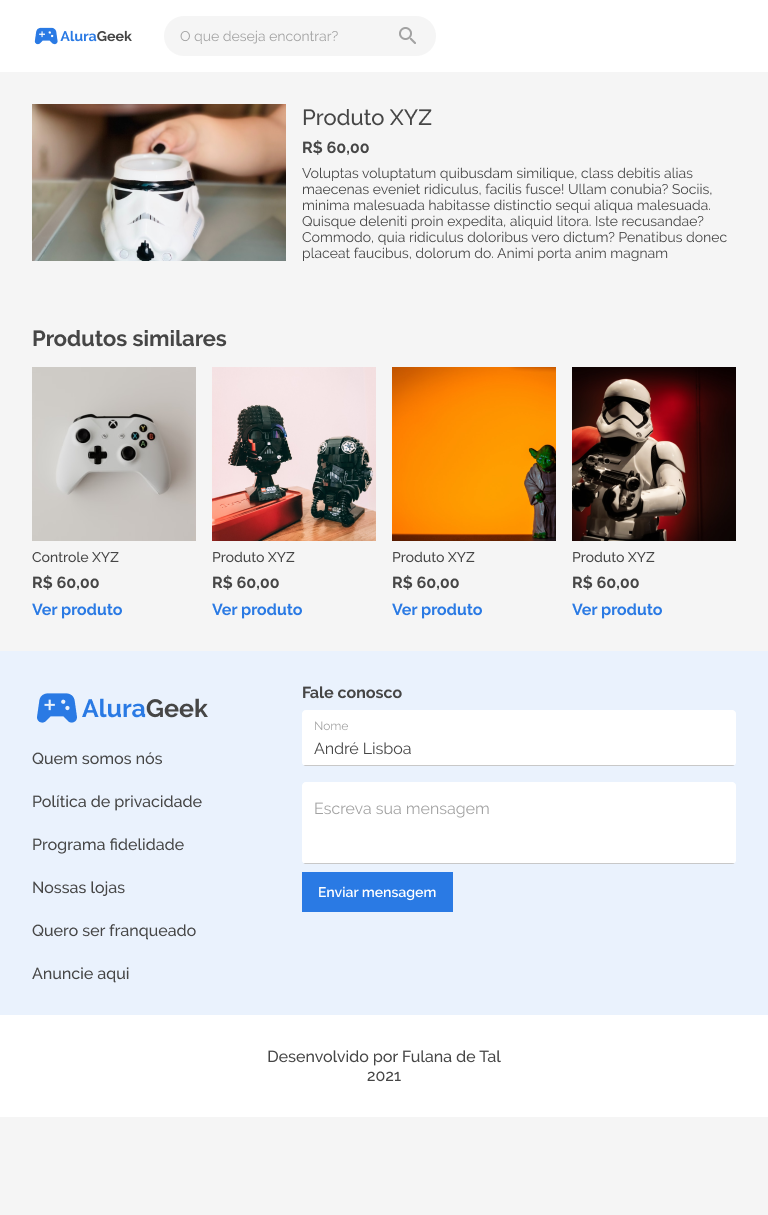 AluraGeek
O que deseja encontrar?
Produto XYZ
R$ 60,00
Voluptas voluptatum quibusdam similique, class debitis alias
maecenas eveniet ridiculus, facilis fusce! Ullam conubia? Sociis,
minima malesuada habitasse distinctio sequi aliqua malesuada.
Quisque deleniti proin expedita, aliquid litora. Iste recusandae?
Commodo, quia ridiculus doloribus vero dictum? Penatibus donec
placeat faucibus, dolorum do. Animi porta anim magnam
Produtos similares
Controle XYZ
R$ 60,00
Ver produto
Produto XYZ
R$ 60,00
Ver produto
Produto XYZ
R$ 60,00
Ver produto
Produto XYZ
R$ 60,00
Ver produto
AluraGeek
Quem somos nós
Política de privacidade
Programa fidelidade
Nossas lojas
Quero ser franqueado
Anuncie aqui
Fale conosco
Nome
André Lisboa
Escreva sua mensagem
Enviar mensagem
Desenvolvido por Fulana de Tal
2021